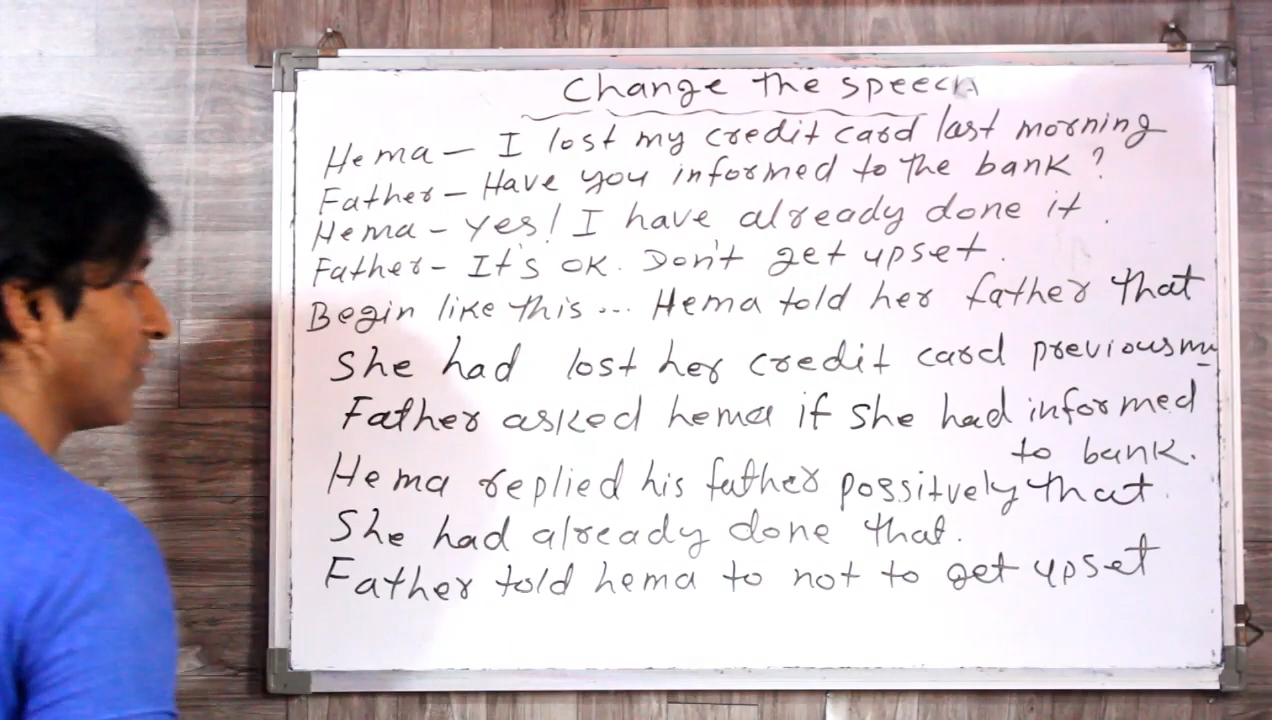 Change the speech
Hema - I lost my credit card last morning
Father - Have you informed to the bank?
Hema - Yes! I have already done it.
Father - It's OK. Don't get upset.
Begin like this... Hema told her father that
She had lost her credit card previous
Father asked hema if she had informed
to bank.
Hema replied his father possitvely that.
She had already done that.
Father told hema to not to get upset